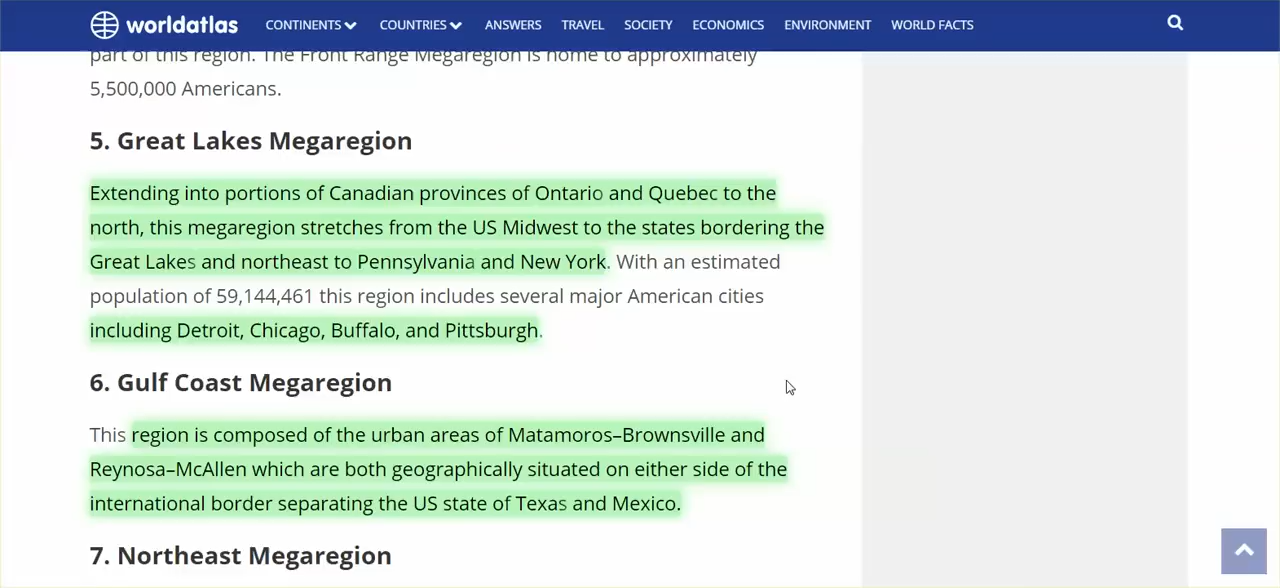 worldatlas CONTINENTS COUNTRIES ANSWERS TRAVEL SOCIETY ECONOMICS ENVIRONMENT WORLD FACTS
part of this region. The Front Range Megaregion is home to approximately
5,500,000 Americans.
5. Great Lakes Megaregion
Extending into portions of Canadian provinces of Ontario and Quebec to the
north, this megaregion stretches from the US Midwest to the states bordering the
Great Lakes and northeast to Pennsylvania and New York. With an estimated
population of 59,144,461 this region includes several major American cities
including Detroit, Chicago, Buffalo, and Pittsburgh.
6. Gulf Coast Megaregion
This region is composed of the urban areas of Matamoros–Brownsville and
Reynosa–McAllen which are both geographically situated on either side of the
international border separating the US state of Texas and Mexico.
7. Northeast Megaregion